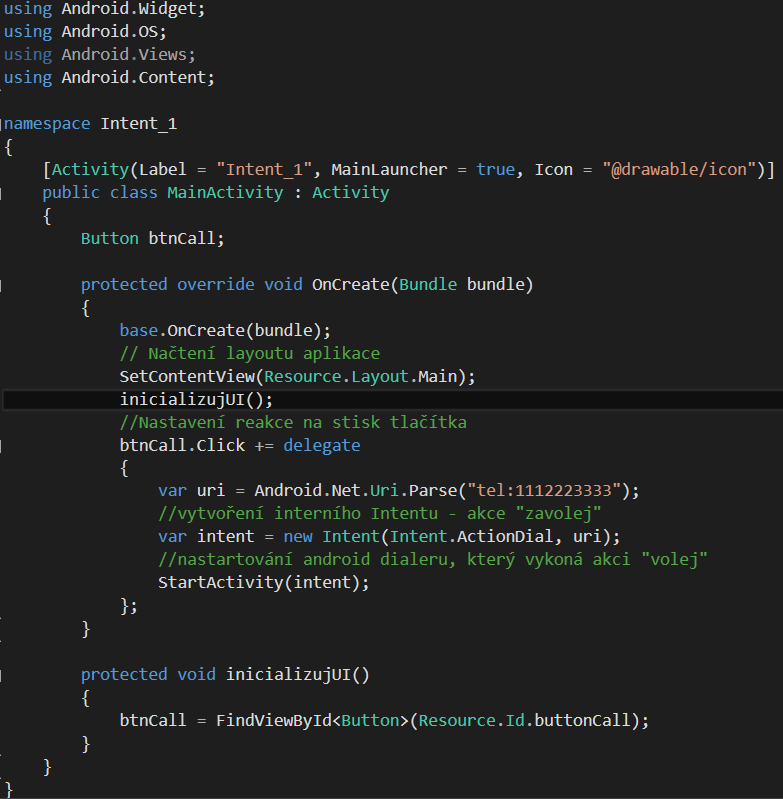 using Android.Widget;
using Android.OS;
using Android.Views;
using Android.Content;

namespace Intent_1
{
    [Activity(Label = "Intent_1", MainLauncher = true, Icon = "@drawable/icon")]
    public class MainActivity : Activity
    {
        Button btnCall;

        protected override void OnCreate(Bundle bundle)
        {
            base.OnCreate(bundle);
            // Načtení layoutu aplikace
            SetContentView(Resource.Layout.Main);
            inicializujUI();
            //Nastavení reakce na stisk tlačítka
            btnCall.Click += delegate
            {
                var uri = Android.Net.Uri.Parse("tel:1112223333");
                //vytvoření interního Intentu - akce "zavolej"
                var intent = new Intent(Intent.ActionDial, uri);
                //nastartování android dialeru, který vykoná akci "volej"
                StartActivity(intent);
            };
        }

        protected void inicializujUI()
        {
            btnCall = FindViewById<Button>(Resource.Id.buttonCall);
        }
    }
}